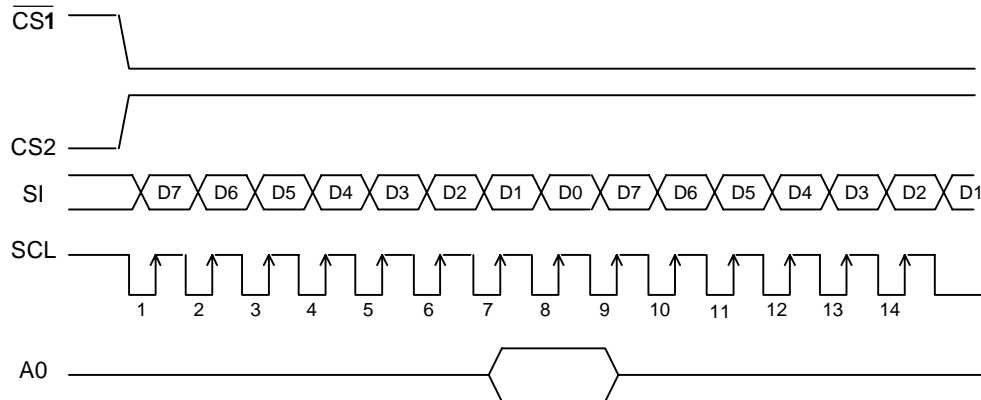 CS1
CS2
SI D7 D6 D5 D4 D3 D2 D1 D0 D7 D6 D5 D4 D3 D2 D1
SCL
1 2 3 4 5 6 7 8 9 10 11 12 13 14
A0